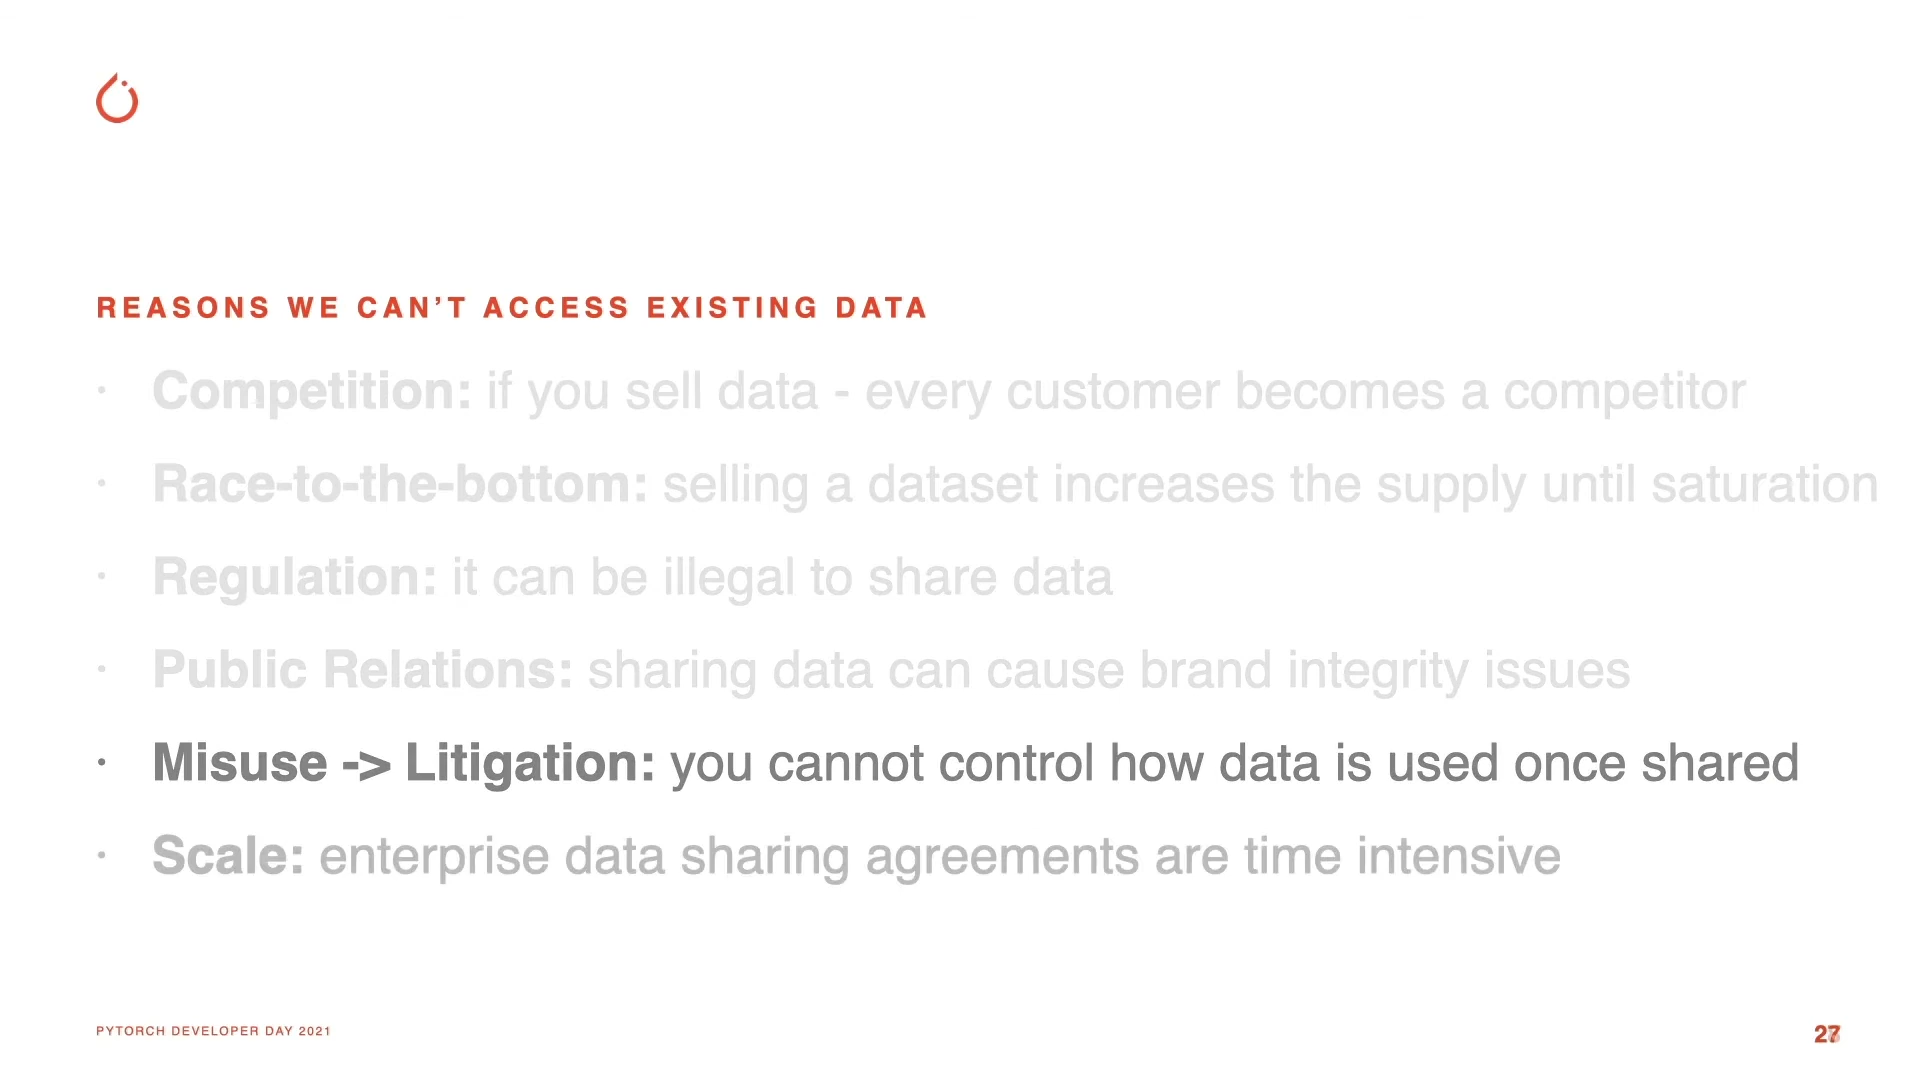 REASONS WE CAN’T ACCESS EXISTING DATA
· Competition: if you sell data - every customer becomes a competitor
· Race-to-the-bottom: selling a dataset increases the supply until saturation
· Regulation: it can be illegal to share data
· Public Relations: sharing data can cause brand integrity issues
· Misuse -> Litigation: you cannot control how data is used once shared
· Scale: enterprise data sharing agreements are time intensive
PYTORCH DEVELOPER DAY 2021
27